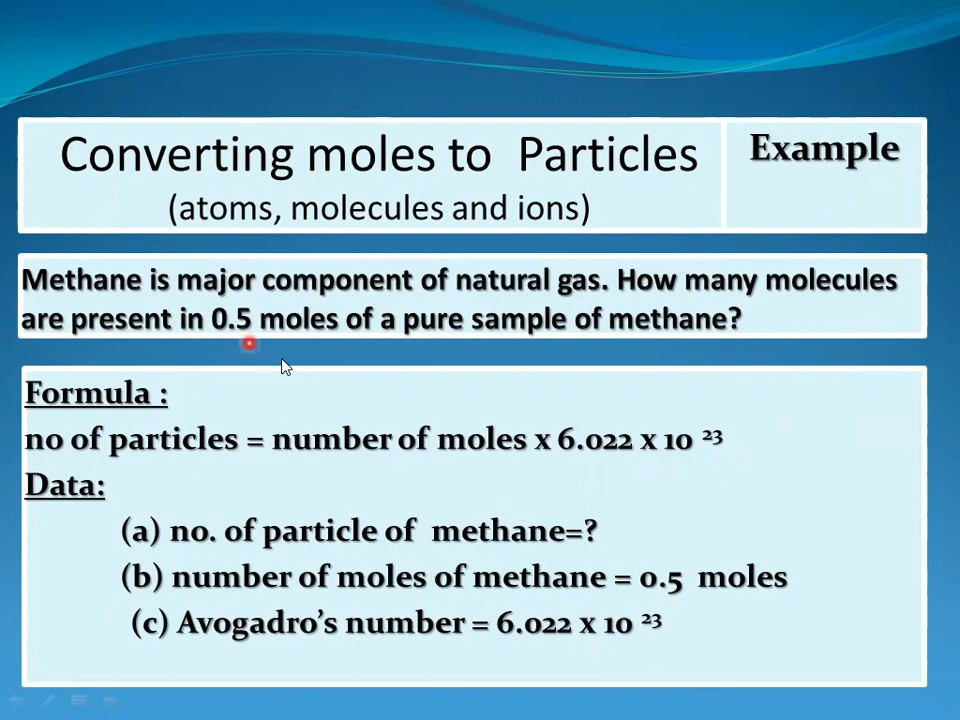 Converting moles to Particles
(atoms, molecules and ions)
Example
Methane is major component of natural gas. How many molecules
are present in 0.5 moles of a pure sample of methane?
Formula :
no of particles = number of moles x 6.022 x 10 ²³
Data:
(a) no. of particle of methane=?
(b) number of moles of methane = 0.5 moles
(c) Avogadro’s number = 6.022 x 10 ²³